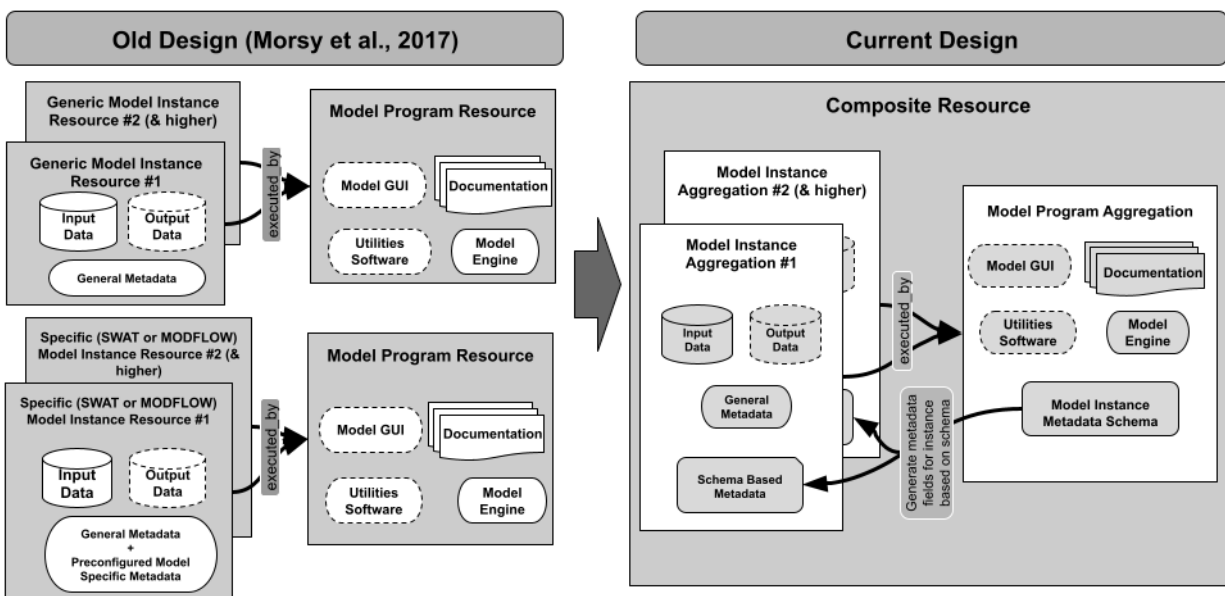 Old Design (Morsy et al., 2017)
Generic Model Instance
Resource #2 (& higher)
Generic Model Instance
Resource #1
Input
Data
Output
Data
General Metadata
executed_by
Model Program Resource
Model GUI
Documentation
Utilities
Software
Model
Engine
Specific (SWAT or MODFLOW)
Model Instance Resource #2 (&
higher)
Specific (SWAT or MODFLOW)
Model Instance Resource #1
Input
Data
Output
Data
General Metadata
+
Preconfigured Model
Specific Metadata
executed_by
Model Program Resource
Model GUI
Documentation
Utilities
Software
Model
Engine
Current Design
Composite Resource
Model Instance
Aggregation #2 (& higher)
Model Instance
Aggregation #1
Input
Data
Output
Data
General
Metadata
Schema Based
Metadata
executed_by
Generate metadata
fields for instance
based on schema
Model Program Aggregation
Model GUI
Documentation
Utilities
Software
Model
Engine
Model Instance
Metadata Schema